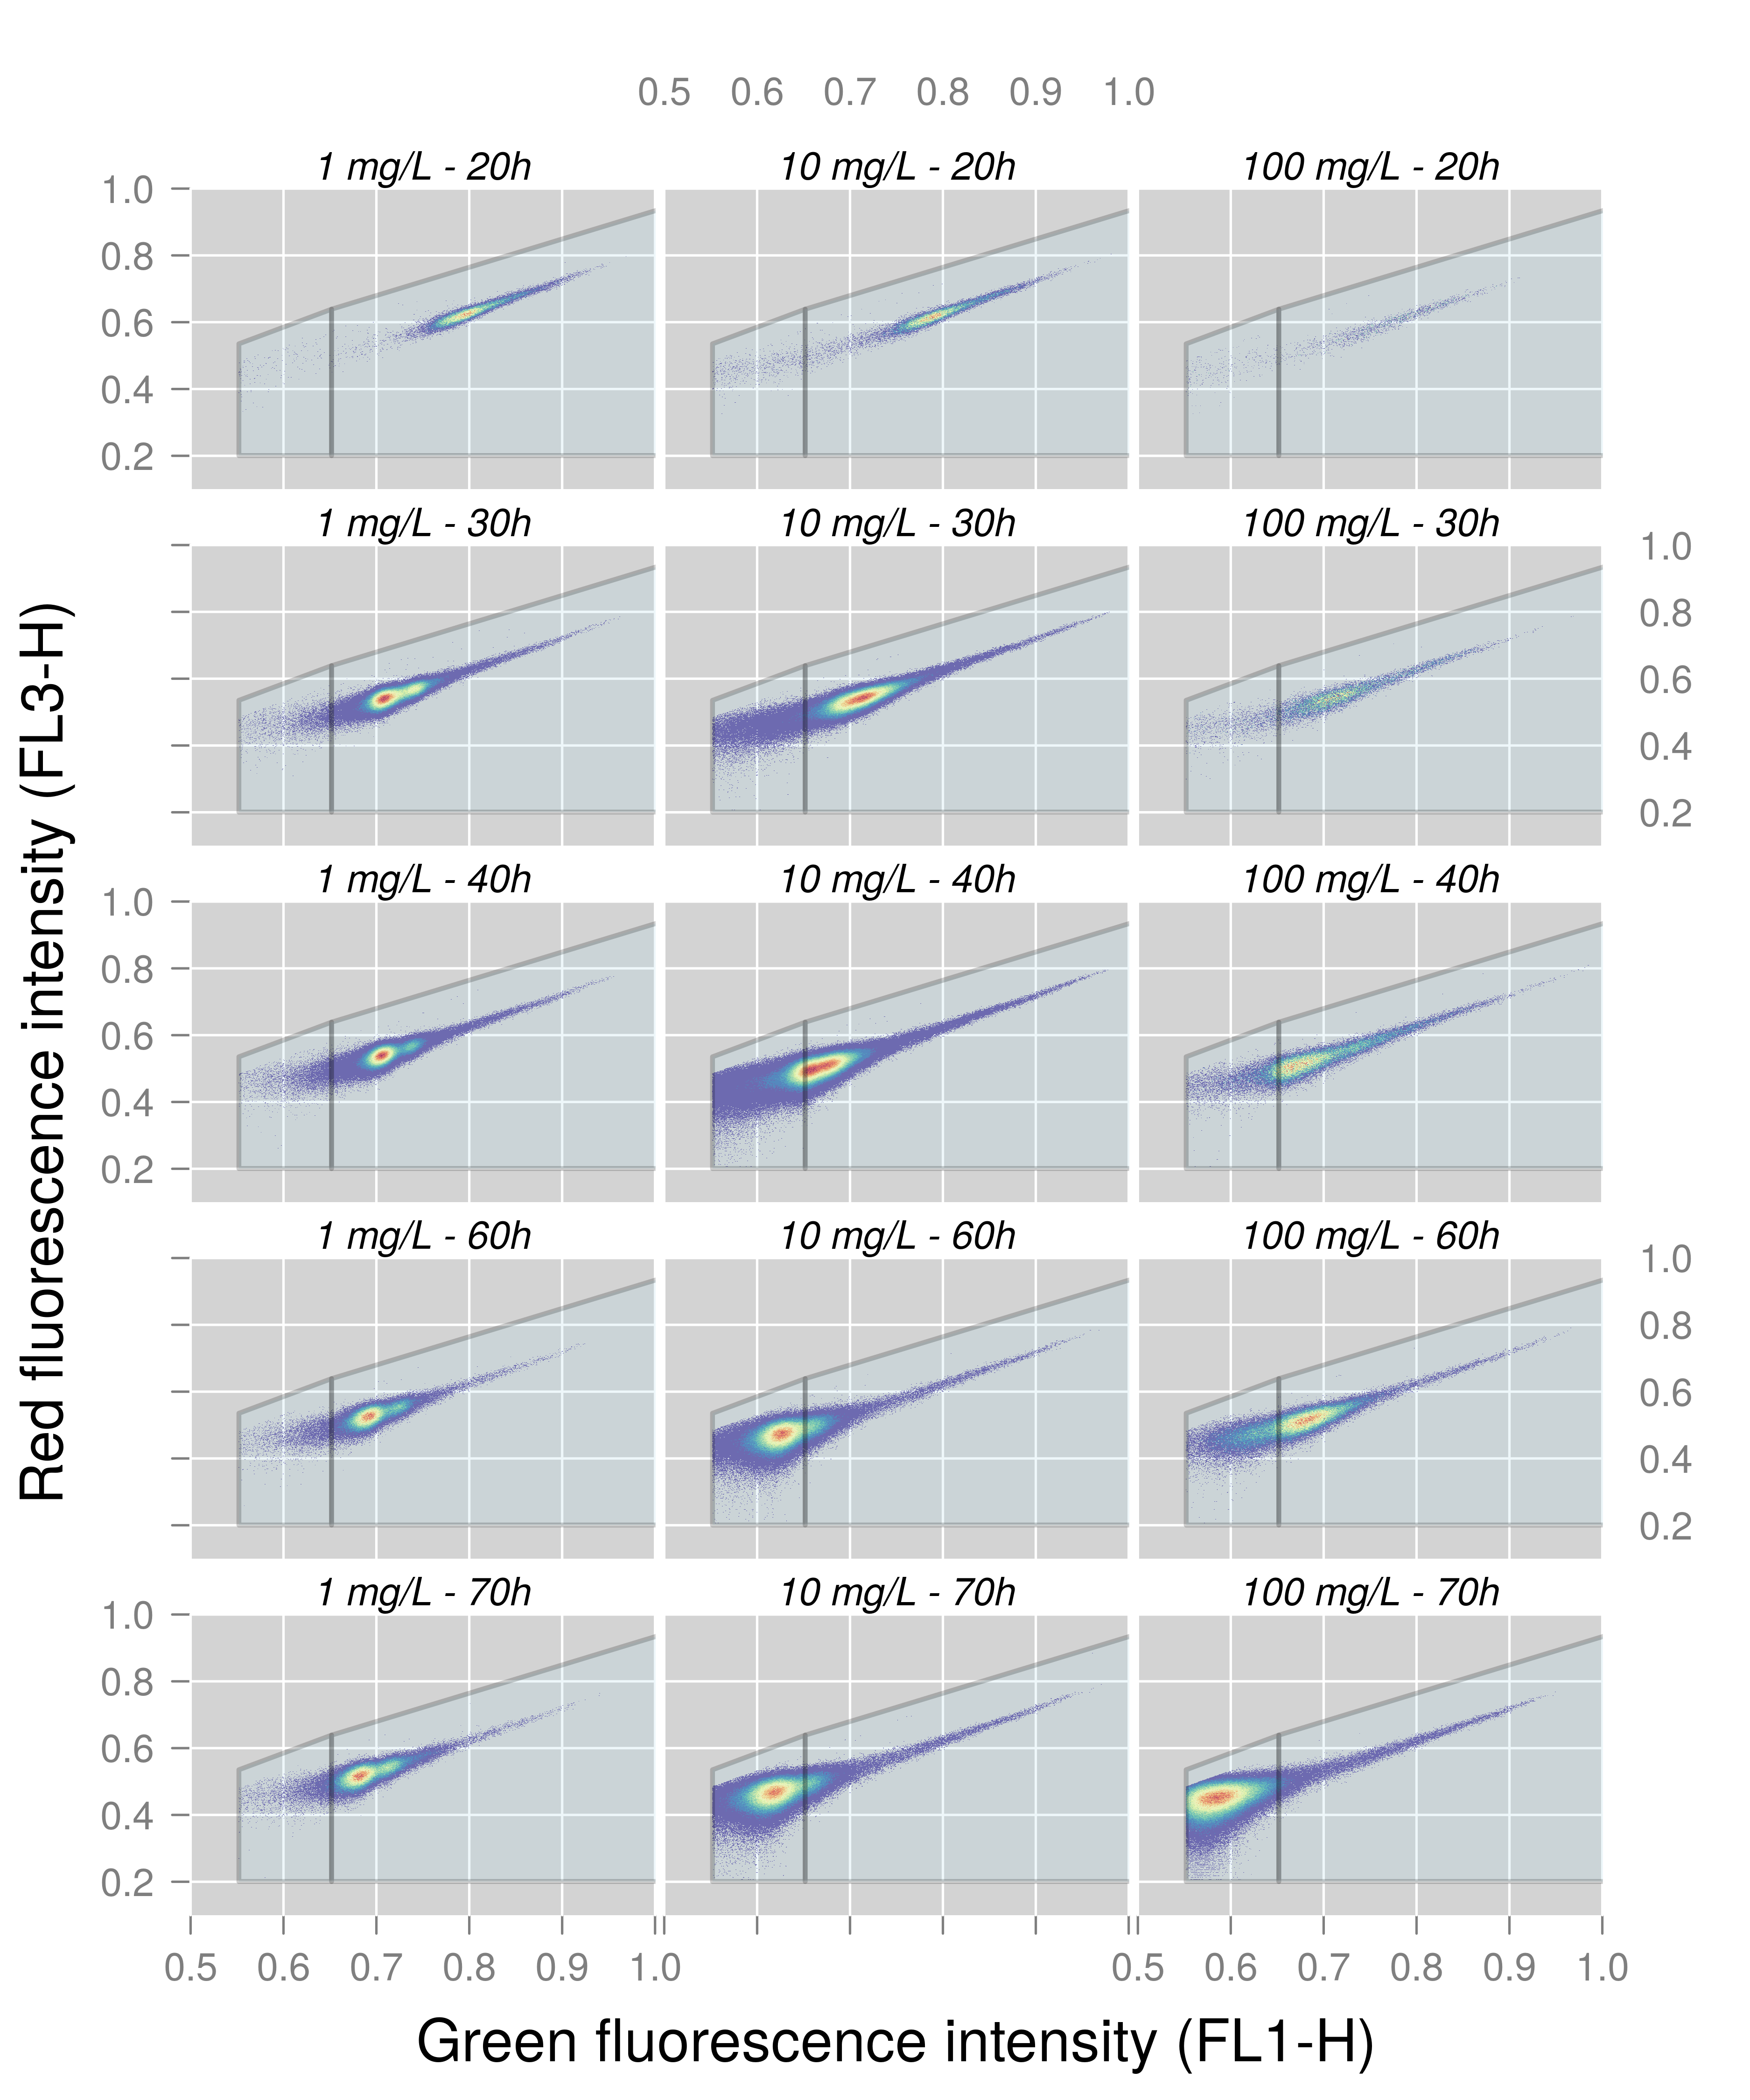 0.5 0.6 0.7 0.8 0.9 1.0
1 mg/L - 20h 10 mg/L - 20h 100 mg/L - 20h
1.0
0.8
0.6
0.4
0.2
1 mg/L - 30h 10 mg/L - 30h 100 mg/L - 30h
1.0
0.8
0.6
0.4
0.2
Red fluorescence intensity (FL3-H)
1 mg/L - 40h 10 mg/L - 40h 100 mg/L - 40h
1.0
0.8
0.6
0.4
0.2
1 mg/L - 60h 10 mg/L - 60h 100 mg/L - 60h
1.0
0.8
0.6
0.4
0.2
1 mg/L - 70h 10 mg/L - 70h 100 mg/L - 70h
1.0
0.8
0.6
0.4
0.2
0.5 0.6 0.7 0.8 0.9 1.0 0.5 0.6 0.7 0.8 0.9 1.0
Green fluorescence intensity (FL1-H)